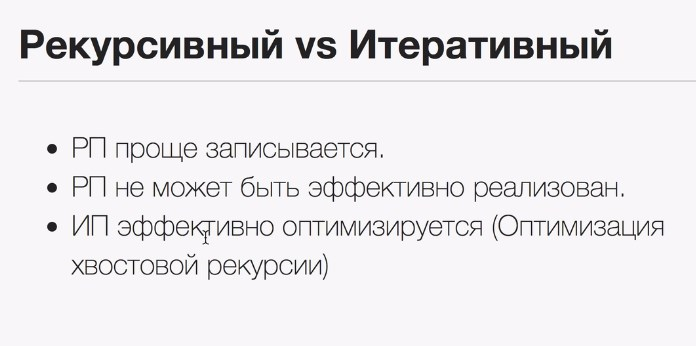 Рекурсивный vs Итеративный
• РП проще записывается.
• РП не может быть эффективно реализован.
• ИП эффективно оптимизируется (Оптимизация
хвостовой рекурсии)